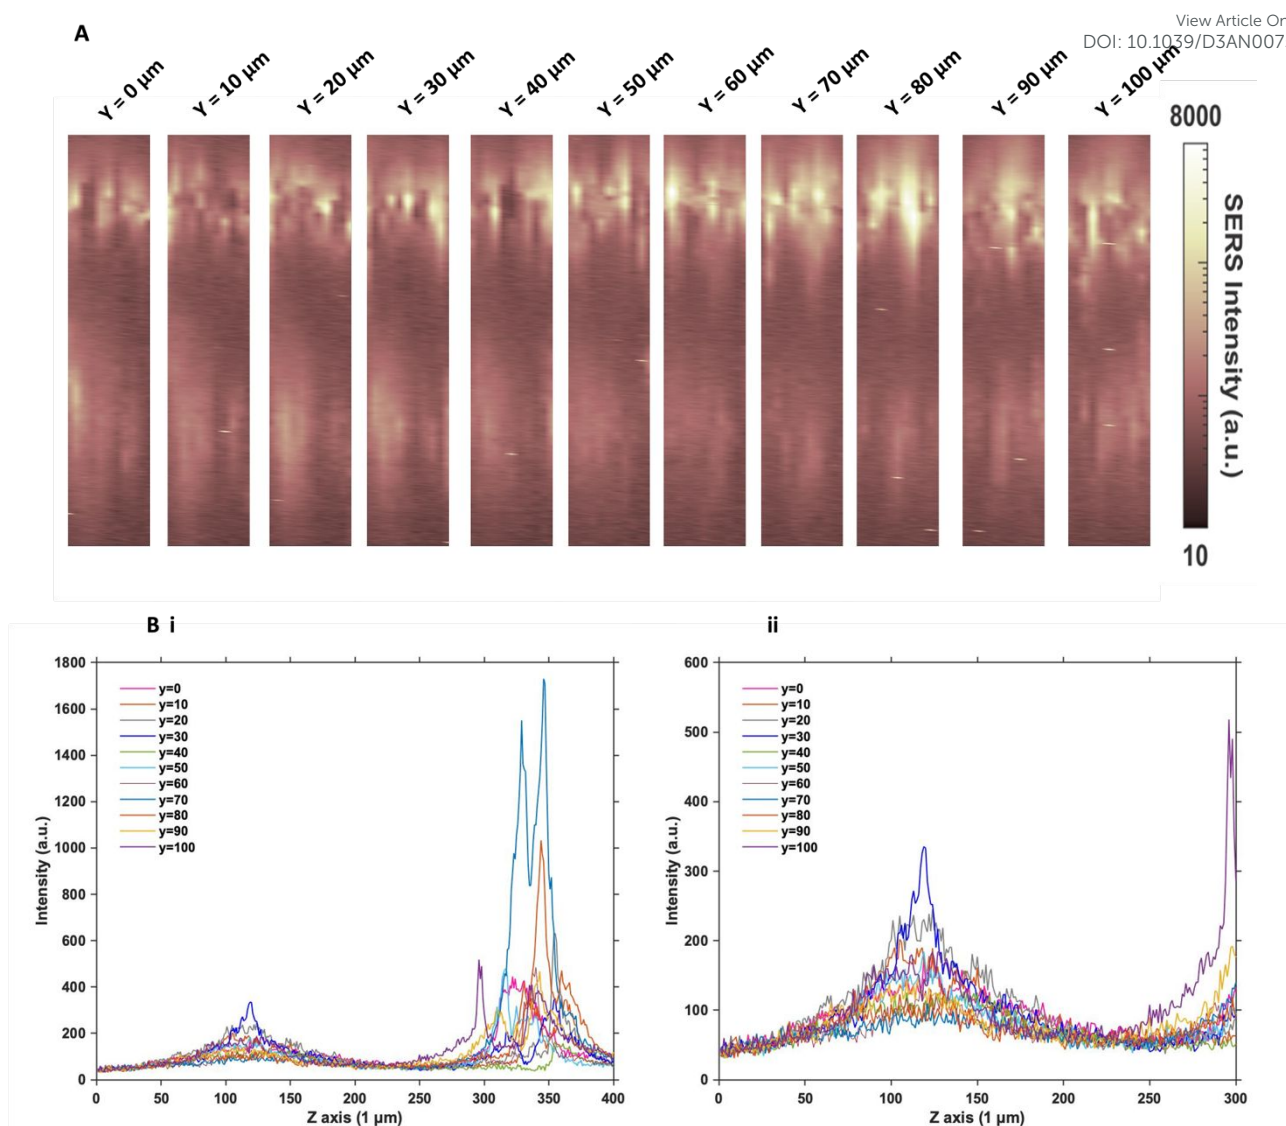 View Article On
DOI: 10.1039/D3AN007
A
Y = 0 µm
Y = 10 µm
Y = 20 µm
Y = 30 µm
Y = 40 µm
Y = 50 µm
Y = 60 µm
Y = 70 µm
Y = 80 µm
Y = 90 µm
Y = 100 µm
8000
SERS Intensity (a.u.)
10
B i
1800
1600
1400
1200
1000
800
600
400
200
0
Intensity (a.u.)
y=0
y=10
y=20
y=30
y=40
y=50
y=60
y=70
y=80
y=90
y=100
0 50 100 150 200 250 300 350 400
Z axis (1 µm)
ii
600
500
400
300
200
100
0
Intensity (a.u.)
y=0
y=10
y=20
y=30
y=40
y=50
y=60
y=70
y=80
y=90
y=100
0 50 100 150 200 250 300
Z axis (1 µm)